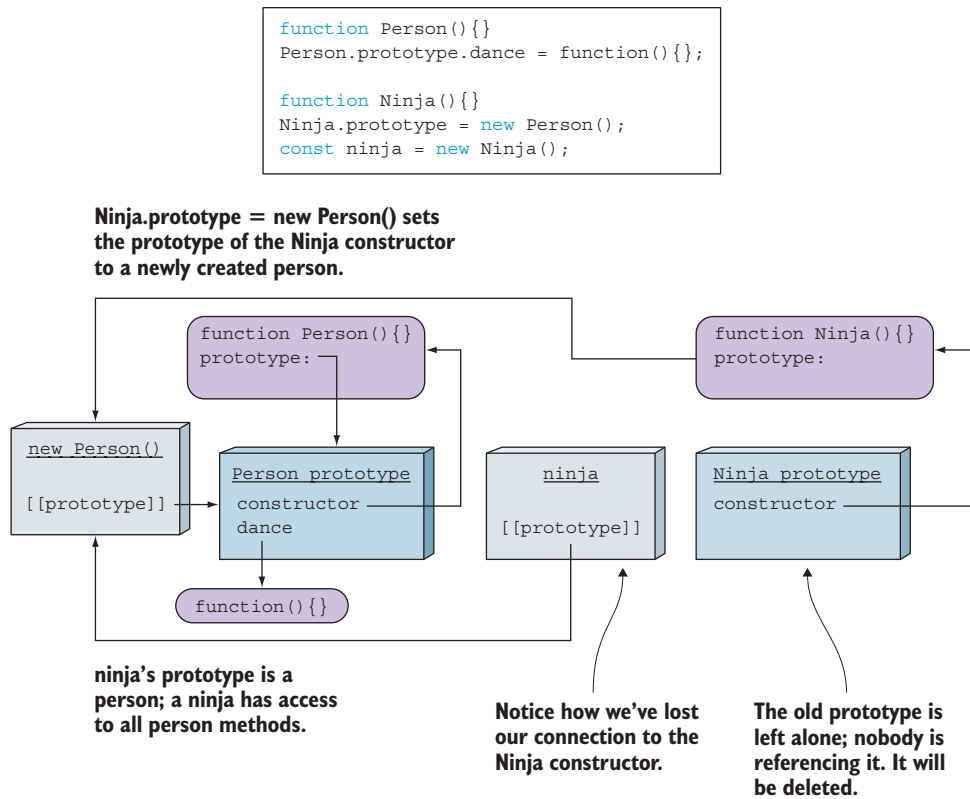 function Person(){}
Person.prototype.dance = function(){};
function Ninja(){}
Ninja.prototype = new Person();
const ninja = new Ninja();
Ninja.prototype = new Person() sets
the prototype of the Ninja constructor
to a newly created person.
function Person(){}
prototype:
function Ninja(){}
prototype:
new Person()
[[prototype]]
Person prototype
constructor
dance
ninja
[[prototype]]
Ninja prototype
constructor
function(){}
ninja's prototype is a
person; a ninja has access
to all person methods.
Notice how we've lost
our connection to the
Ninja constructor.
The old prototype is
left alone; nobody is
referencing it. It will
be deleted.